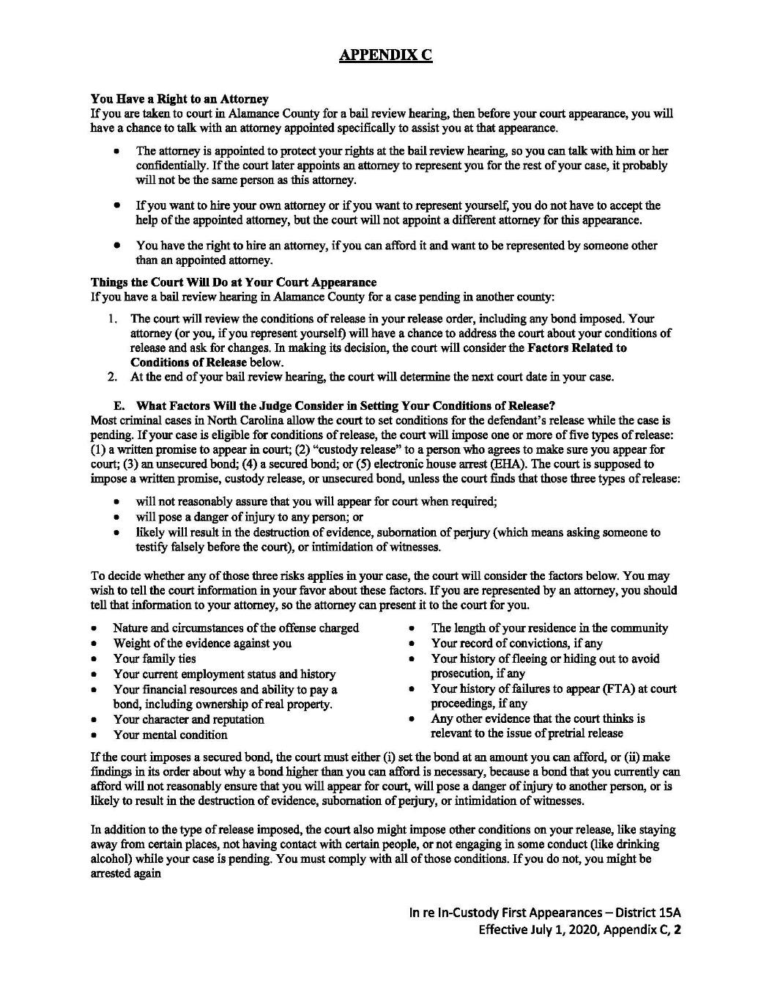 APPENDIX C
You Have a Right to an Attorney
If you are taken to court in Alamance County for a bail review hearing, then before your court appearance, you will
have a chance to talk with an attorney appointed specifically to assist you at that appearance.
• The attorney is appointed to protect your rights at the bail review hearing, so you can talk with him or her
confidentially. If the court later appoints an attorney to represent you for the rest of your case, it probably
will not be the same person as this attorney.
• If you want to hire your own attorney or if you want to represent yourself, you do not have to accept the
help of the appointed attorney, but the court will not appoint a different attorney for this appearance.
• You have the right to hire an attorney, if you can afford it and want to be represented by someone other
than an appointed attorney.
Things the Court Will Do at Your Court Appearance
If you have a bail review hearing in Alamance County for a case pending in another county:
1. The court will review the conditions of release in your release order, including any bond imposed. Your
attorney (or you, if you represent yourself) will have a chance to address the court about your conditions of
release and ask for changes. In making its decision, the court will consider the Factors Related to
Conditions of Release below.
2. At the end of your bail review hearing, the court will determine the next court date in your case.
E. What Factors Will the Judge Consider in Setting Your Conditions of Release?
Most criminal cases in North Carolina allow the court to set conditions for the defendant's release while the case is
pending. If your case is eligible for conditions of release, the court will impose one or more of five types of release:
(1) a written promise to appear in court; (2) "custody release" to a person who agrees to make sure you appear for
court; (3) an unsecured bond; (4) a secured bond; or (5) electronic house arrest (EHA). The court is supposed to
impose a written promise, custody release, or unsecured bond, unless the court finds that those three types of release:
• will not reasonably assure that you will appear for court when required;
• will pose a danger of injury to any person; or
• likely will result in the destruction of evidence, subornation of perjury (which means asking someone to
testify falsely before the court), or intimidation of witnesses.
To decide whether any of those three risks applies in your case, the court will consider the factors below. You may
wish to tell the court information in your favor about these factors. If you are represented by an attorney, you should
tell that information to your attorney, so the attorney can present it to the court for you.
• Nature and circumstances of the offense charged
• Weight of the evidence against you
• Your family ties
• Your current employment status and history
• Your financial resources and ability to pay a
bond, including ownership of real property.
• Your character and reputation
• Your mental condition
• The length of your residence in the community
• Your record of convictions, if any
• Your history of fleeing or hiding out to avoid
prosecution, if any
• Your history of failures to appear (FTA) at court
proceedings, if any
• Any other evidence that the court thinks is
relevant to the issue of pretrial release
If the court imposes a secured bond, the court must either (i) set the bond at an amount you can afford, or (ii) make
findings in its order about why a bond higher than you can afford is necessary, because a bond that you currently can
afford will not reasonably ensure that you will appear for court, will pose a danger of injury to another person, or is
likely to result in the destruction of evidence, subornation of perjury, or intimidation of witnesses.
In addition to the type of release imposed, the court also might impose other conditions on your release, like staying
away from certain places, not having contact with certain people, or not engaging in some conduct (like drinking
alcohol) while your case is pending. You must comply with all of those conditions. If you do not, you might be
arrested again
In re In-Custody First Appearances – District 15A
Effective July 1, 2020, Appendix C, 2